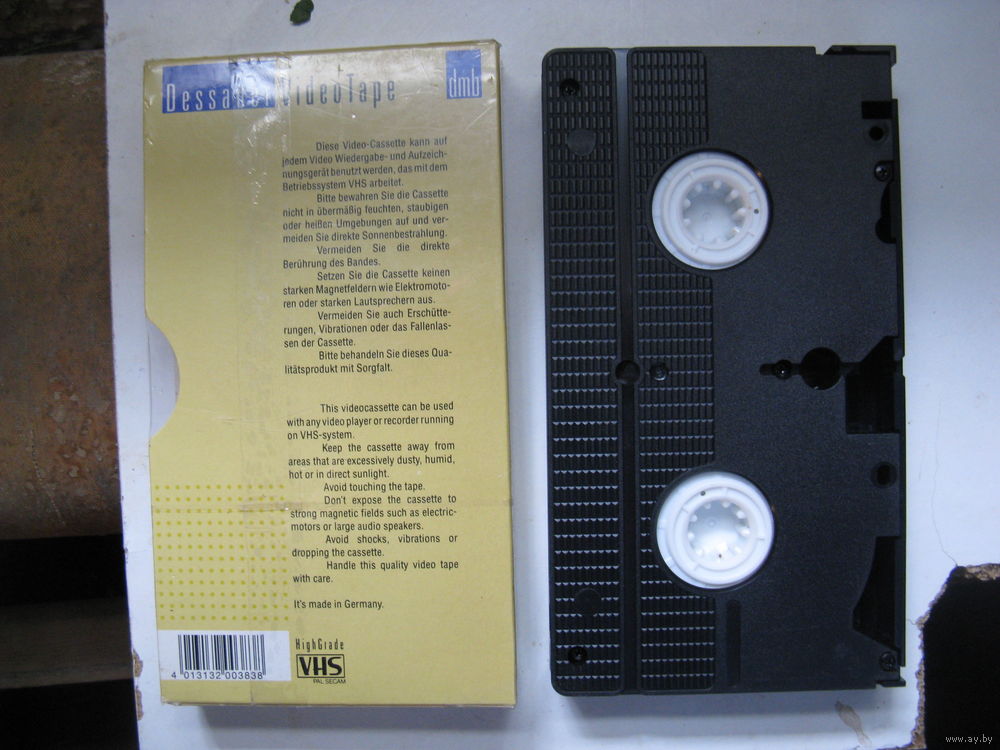 Dessauer VideoTape
dmb
Diese Video-Cassette kann auf
jedem Video Wiedergabe- und Aufzeich-
nungsgerät benutzt werden, das mit dem
Betriebssystem VHS arbeitet.
Bitte bewahren Sie die Cassette
nicht in übermäßig feuchten, staubigen
oder heißen Umgebungen auf und ver-
meiden Sie direkte Sonnenbestrahlung.
Vermeiden Sie die direkte
Berührung des Bandes.
Setzen Sie die Cassette keinen
starken Magnetfeldern wie Elektromoto-
ren oder starken Lautsprechern aus.
Vermeiden Sie auch Erschütte-
rungen, Vibrationen oder das Fallenlas-
sen der Cassette.
Bitte behandeln Sie dieses Qua-
litätsprodukt mit Sorgfalt.
This videocassette can be used
with any video player or recorder running
on VHS-system.
Keep the cassette away from
areas that are excessively dusty, humid,
hot or in direct sunlight.
Avoid touching the tape.
Don't expose the cassette to
strong magnetic fields such as electric-
motors or large audio speakers.
Avoid shocks, vibrations or
dropping the cassette.
Handle this quality video tape
with care.
It's made in Germany.
HighGrade
VHS
PAL SECAM
4 013132 003838
www.ay.by